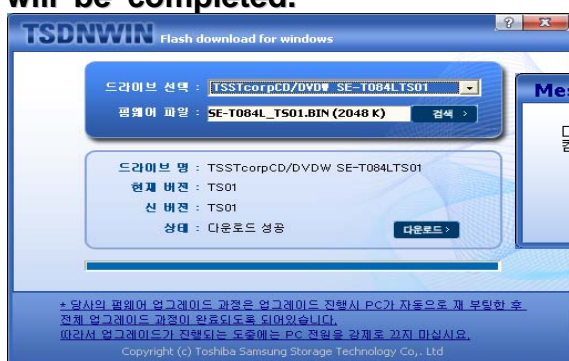 will be completed.
TSDNWIN Flash download for windows
드라이브 선택 : TSSTcorpCD/DVDW SE-T084LTS01
펌웨어 파일 : SE-T084L_TS01.BIN (2048 K) 검색 >
Mes
드라이브 명 : TSSTcorpCD/DVDW SE-T084LTS01
현재 버젼 : TS01
신 버젼 : TS01
상태 : 다운로드 성공 다운로드 >
* 당사의 펌웨어 업그레이드 과정은 업그레이드 진행시 PC가 자동으로 재 부팅한 후
전체 업그레이드 과정이 완료되도록 되어있습니다.
따라서 업그레이드가 진행되는 도중에는 PC 전원을 강제로 끄지 마십시요.
Copyright (c) Toshiba Samsung Storage Technology Co,. Ltd